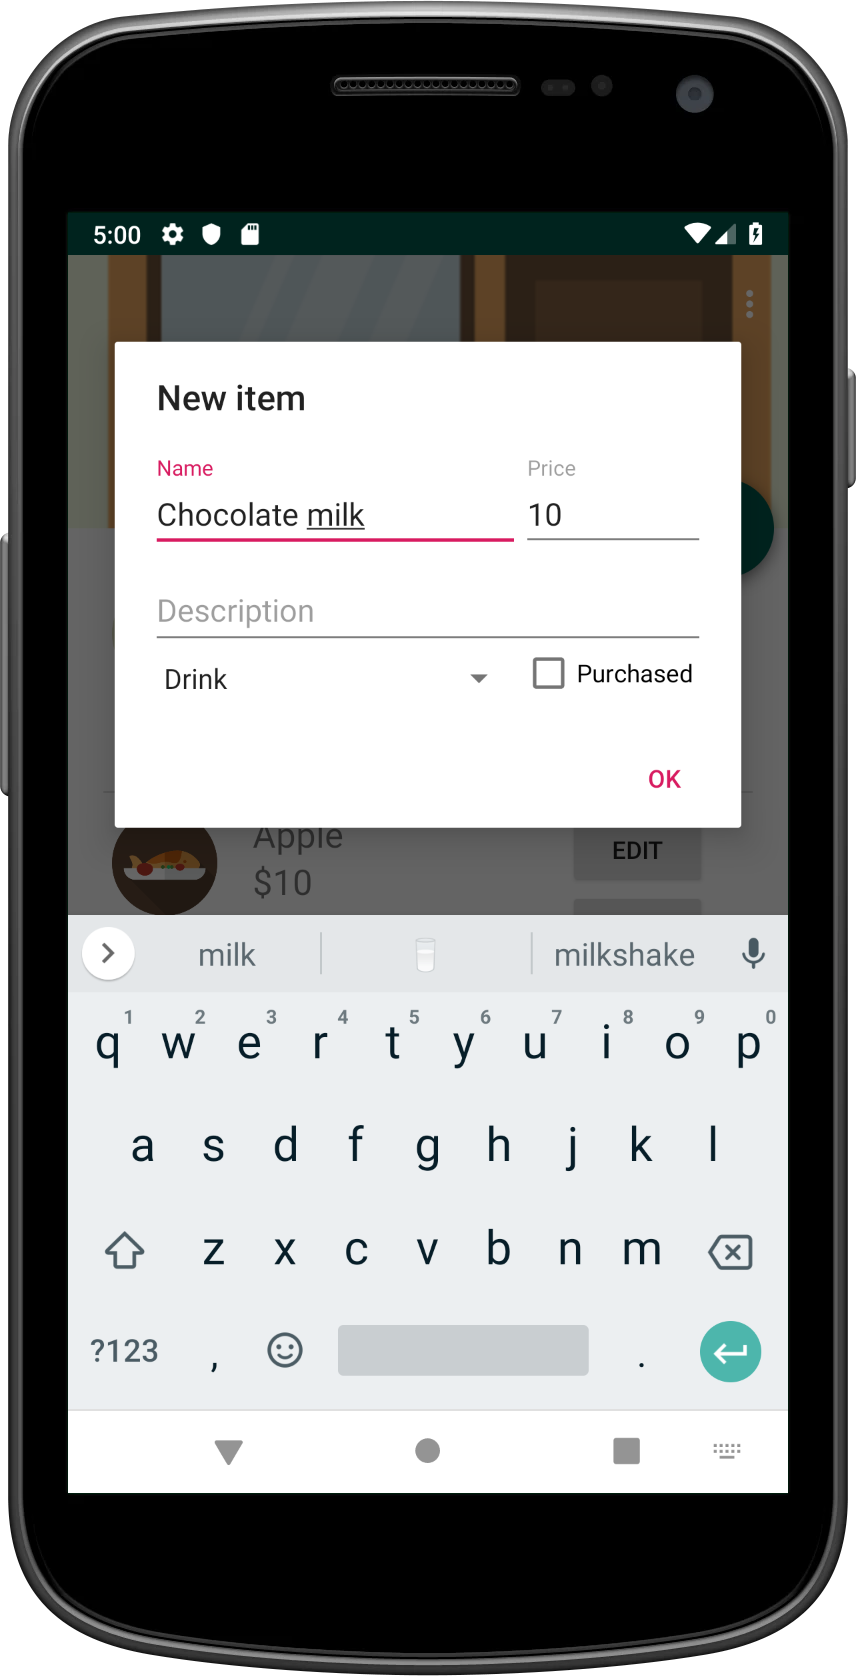 5:00
New item
Name Price
Chocolate milk 10
Description
Drink Purchased
OK
Apple
$10
EDIT
milk milkshake
1 2 3 4 5 6 7 8 9 0
q w e r t y u i o p
a s d f g h j k l
z x c v b n m
?123 , .